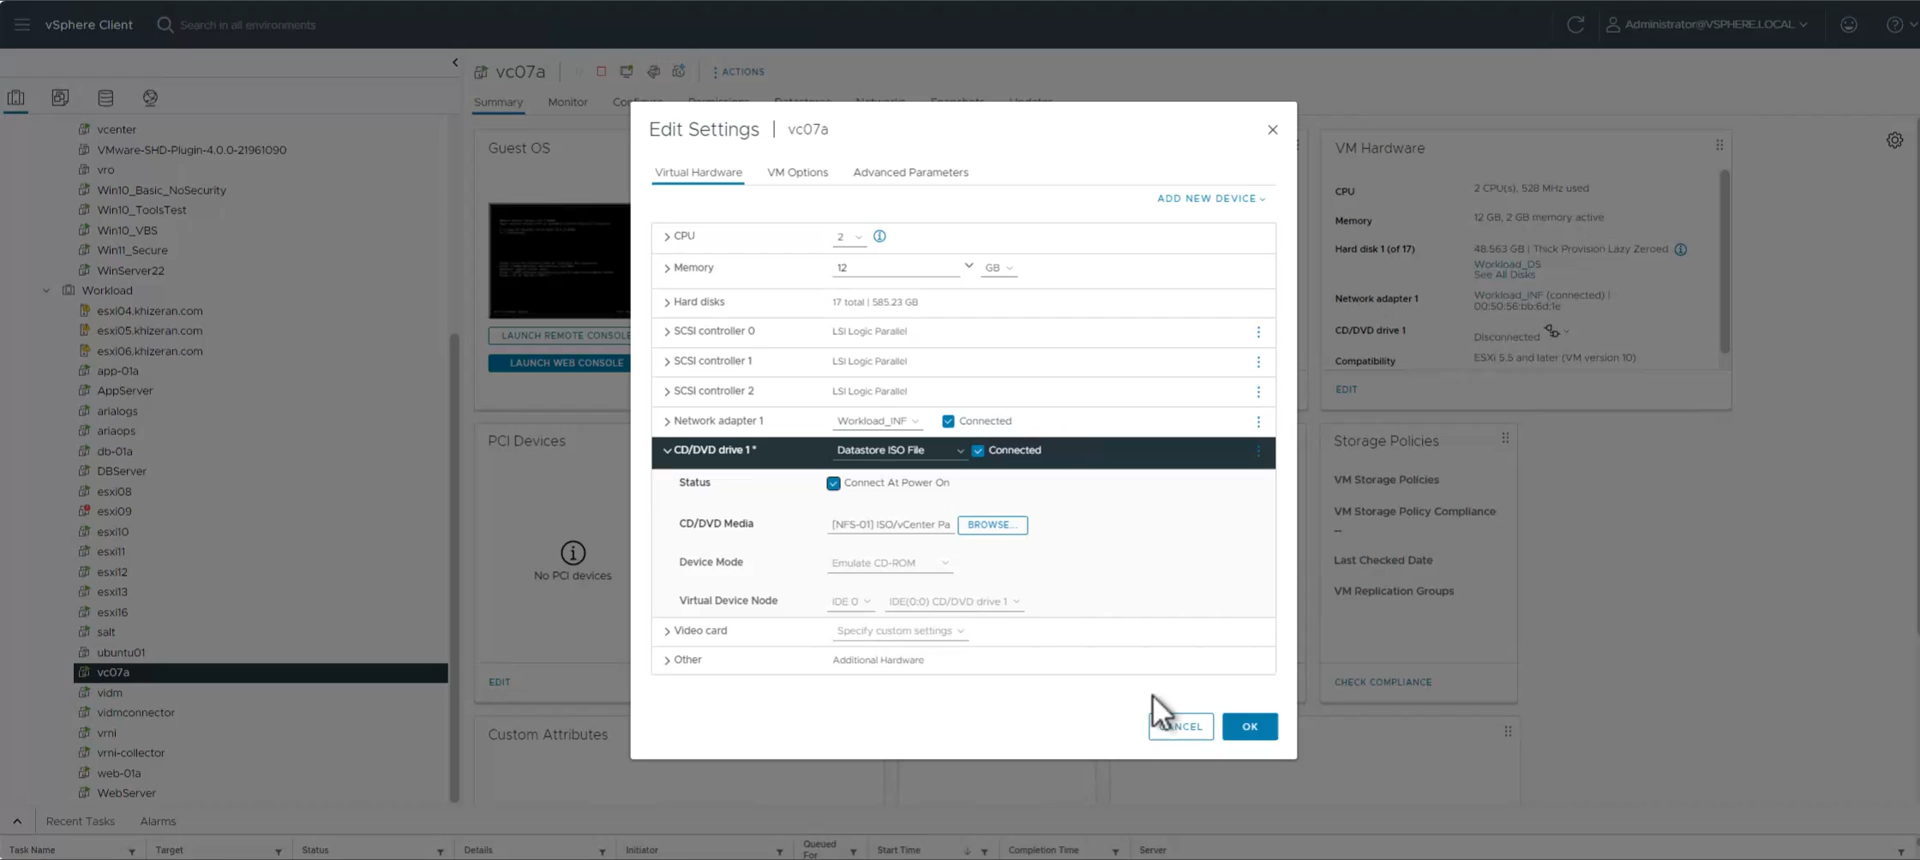 vSphere Client
Search in all environments
Administrator@VSPHERE.LOCAL
vcenter
VMware-SHD-Plugin-4.0.0-21961090
vro
Win10_Basic_NoSecurity
Win10_ToolsTest
Win10_VBS
Win11_Secure
WinServer22
Workload
esxi04.khizeran.com
esxi05.khizeran.com
esxi06.khizeran.com
app-01a
AppServer
arialogs
ariaops
db-01a
DBServer
esxi08
esxi09
esxi10
esxi11
esxi12
esxi13
esxi16
salt
ubuntu01
vc07a
vidm
vidmconnector
vrni
vrni-collector
web-01a
WebServer
vc07a
ACTIONS
Summary
Monitor
Guest OS
LAUNCH REMOTE CONSOLE
LAUNCH WEB CONSOLE
PCI Devices
No PCI devices
EDIT
Custom Attributes
Edit Settings | vc07a
Virtual Hardware
VM Options
Advanced Parameters
ADD NEW DEVICE
CPU 2
Memory 12 GB
Hard disks 17 total | 585.23 GB
SCSI controller 0 LSI Logic Parallel
SCSI controller 1 LSI Logic Parallel
SCSI controller 2 LSI Logic Parallel
Network adapter 1 Workload_INF Connected
CD/DVD drive 1 * Datastore ISO File Connected
Status Connect At Power On
CD/DVD Media [NFS-01] ISO/vCenter Pa BROWSE...
Device Mode Emulate CD-ROM
Virtual Device Node IDE 0 IDE(0:0) CD/DVD drive 1
Video card Specify custom settings
Other Additional Hardware
OK
VM Hardware
CPU 2 CPU(s), 528 MHz used
Memory 12 GB, 2 GB memory active
Hard disk 1 (of 17) 48.563 GB | Thick Provision Lazy Zeroed
Workload_DS
See All Disks
Network adapter 1 Workload_INF (connected) |
00:50:56:bb:6d:1e
CD/DVD drive 1 Disconnected
Compatibility ESXi 5.5 and later (VM version 10)
EDIT
Storage Policies
VM Storage Policies
VM Storage Policy Compliance
--
Last Checked Date
VM Replication Groups
CHECK COMPLIANCE
Recent Tasks
Alarms
Task Name
Target
Status
Details
Initiator
Queued
For
Start Time
Completion Time
Server